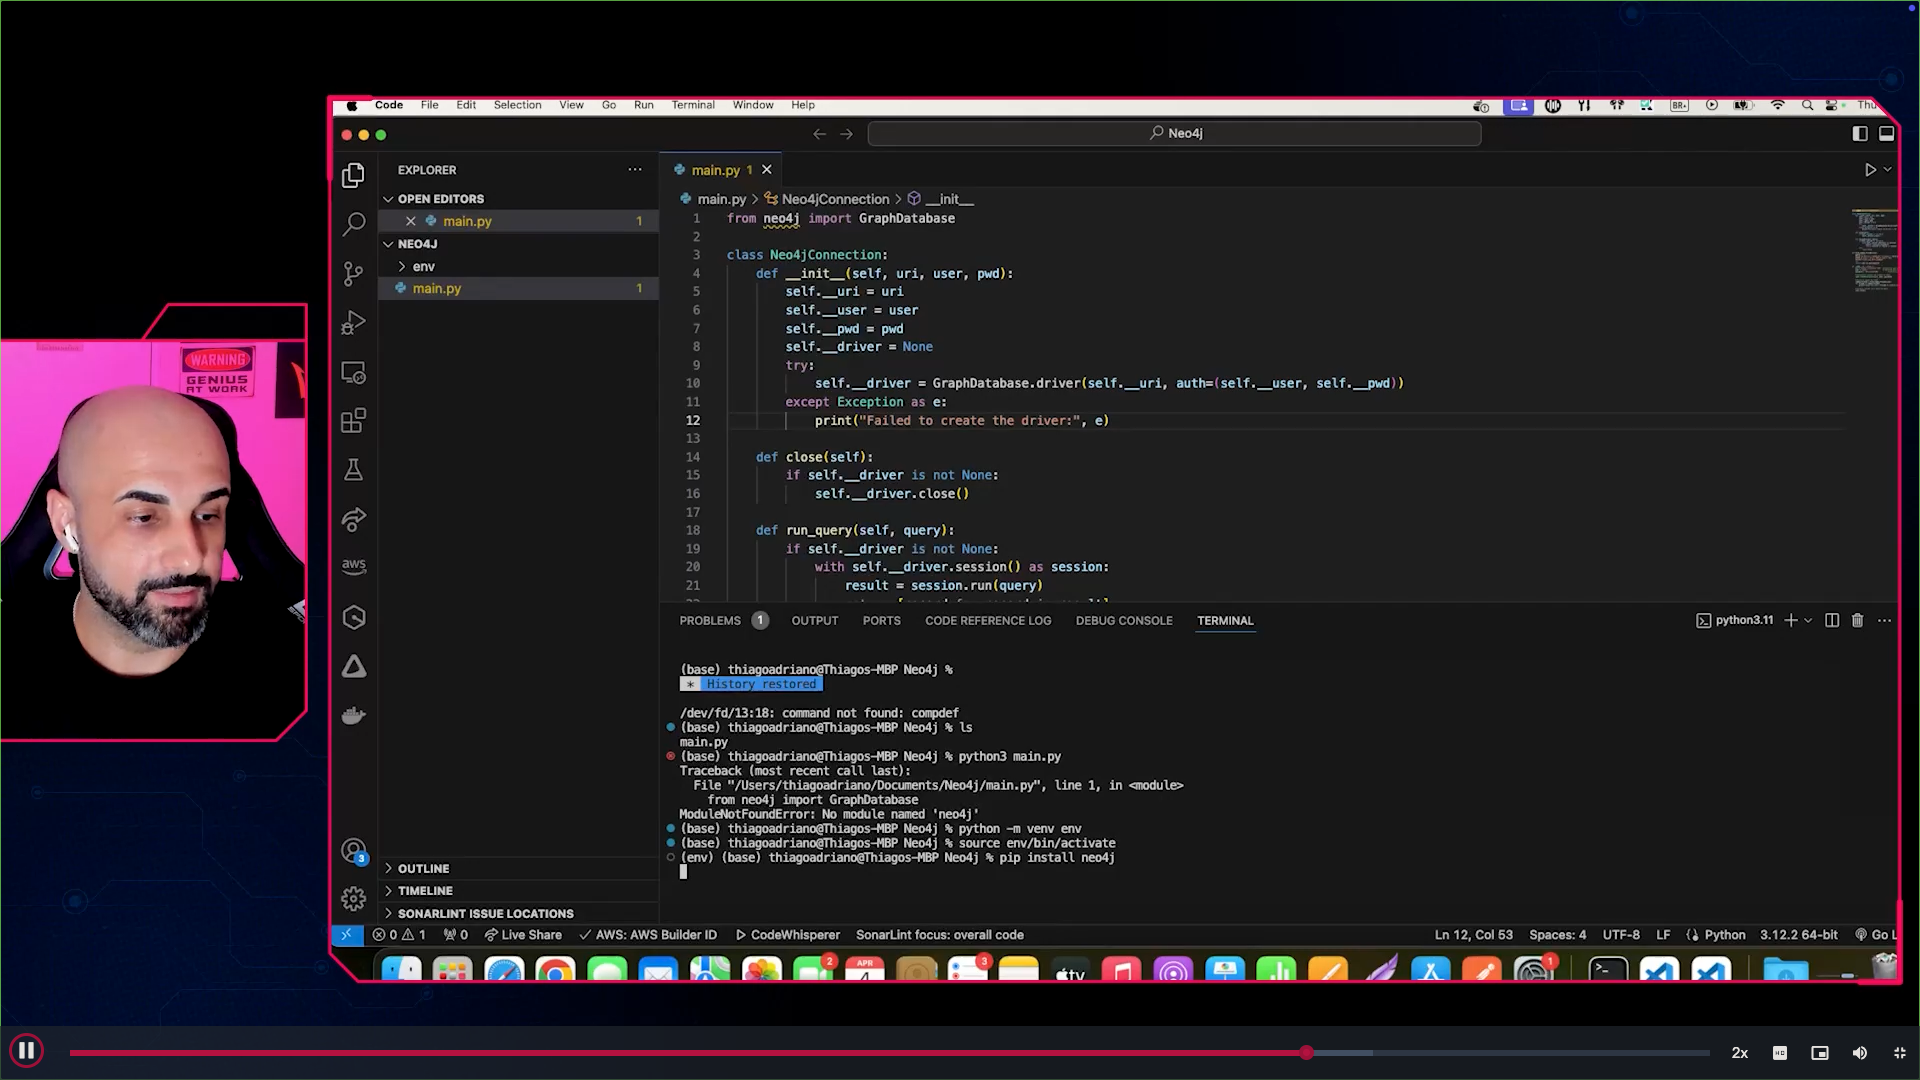 WARNING
GENIUS
AT WORK
Code File Edit Selection View Go Run Terminal Window Help
BR
Thu
Neo4j
EXPLORER
OPEN EDITORS
main.py 1
NEO4J
env
main.py 1
main.py 1
main.py > Neo4jConnection > __init__
1 from neo4j import GraphDatabase
2
3 class Neo4jConnection:
4 def __init__(self, uri, user, pwd):
5 self.__uri = uri
6 self.__user = user
7 self.__pwd = pwd
8 self.__driver = None
9 try:
10 self.__driver = GraphDatabase.driver(self.__uri, auth=(self.__user, self.__pwd))
11 except Exception as e:
12 print("Failed to create the driver:", e)
13
14 def close(self):
15 if self.__driver is not None:
16 self.__driver.close()
17
18 def run_query(self, query):
19 if self.__driver is not None:
20 with self.__driver.session() as session:
21 result = session.run(query)
PROBLEMS 1 OUTPUT PORTS CODE REFERENCE LOG DEBUG CONSOLE TERMINAL
python3.11
(base) thiagoadriano@Thiagos-MBP Neo4j %
* History restored
/dev/fd/13:18: command not found: compdef
(base) thiagoadriano@Thiagos-MBP Neo4j % ls
main.py
(base) thiagoadriano@Thiagos-MBP Neo4j % python3 main.py
Traceback (most recent call last):
File "/Users/thiagoadriano/Documents/Neo4j/main.py", line 1, in <module>
from neo4j import GraphDatabase
ModuleNotFoundError: No module named 'neo4j'
(base) thiagoadriano@Thiagos-MBP Neo4j % python -m venv env
(base) thiagoadriano@Thiagos-MBP Neo4j % source env/bin/activate
(env) (base) thiagoadriano@Thiagos-MBP Neo4j % pip install neo4j
aws
3
OUTLINE
TIMELINE
SONARLINT ISSUE LOCATIONS
0 1 0 Live Share AWS: AWS Builder ID CodeWhisperer SonarLint focus: overall code
Ln 12, Col 53 Spaces: 4 UTF-8 LF Python 3.12.2 64-bit Go L
2 APR 4 3 tv 1
2x HD